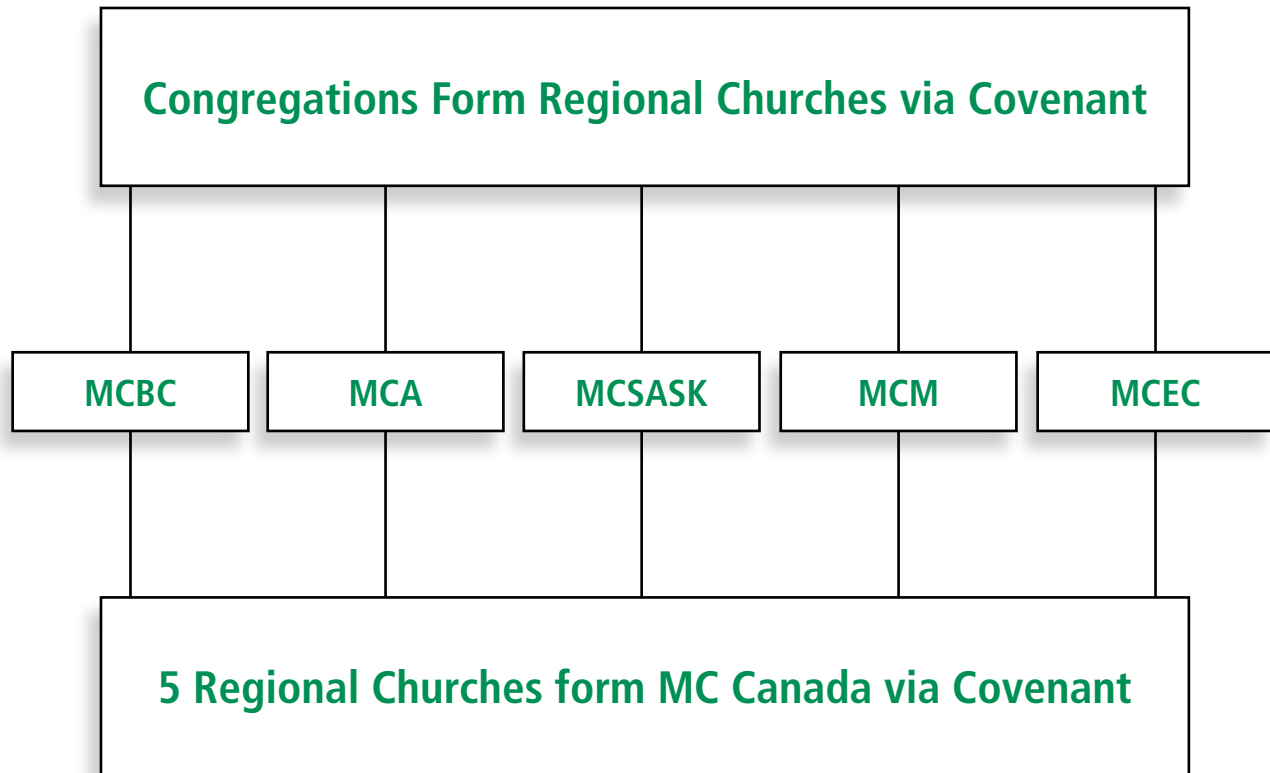 Congregations Form Regional Churches via Covenant
MCBC
MCA
MCSASK
MCM
MCEC
5 Regional Churches form MC Canada via Covenant